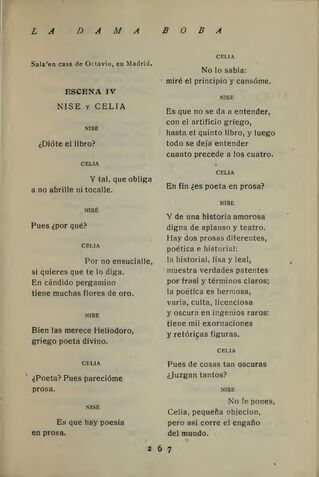 LA DAMA BOBA
Sala en casa de Octavio, en Madrid.
ESCENA IV
NISE Y CELIA
NISE
¿Dióte el libro?
CELIA
Y tal, que obliga
a no abrille ni tocalle.
NISE
Pues ¿por qué?
CELIA
Por no ensucialle,
si quieres que te lo diga.
En cándido pergamino
tiene muchas flores de oro.
NISE
Bien las merece Heliodoro,
griego poeta divino.
CELIA
¿Poeta? Pues parecióme
prosa.
NISE
Es que hay poesía
en prosa.
CELIA
No lo sabía:
miré el principio y cansóme.
NISE
Es que no se da a entender,
con el artificio griego,
hasta el quinto libro, y luego
todo se deja entender
cuanto precede a los cuatro.
CELIA
En fin ¿es poeta en prosa?
NISE
Y de una historia amorosa
digna de aplauso y teatro.
Hay dos prosas diferentes,
poética e historial:
la historial, lisa y leal,
muestra verdades patentes
por frasi y términos claros;
la poética es hermosa,
varia, culta, licenciosa
y oscura en ingenios raros:
tiene mil exornaciones
y retóriças figuras.
CELIA
Pues de cosas tan oscuras
¿Juzgan tantos?
NISE
No le pones,
Celia, pequeña objecion,
pero así corre el engaño
del mundo.
267